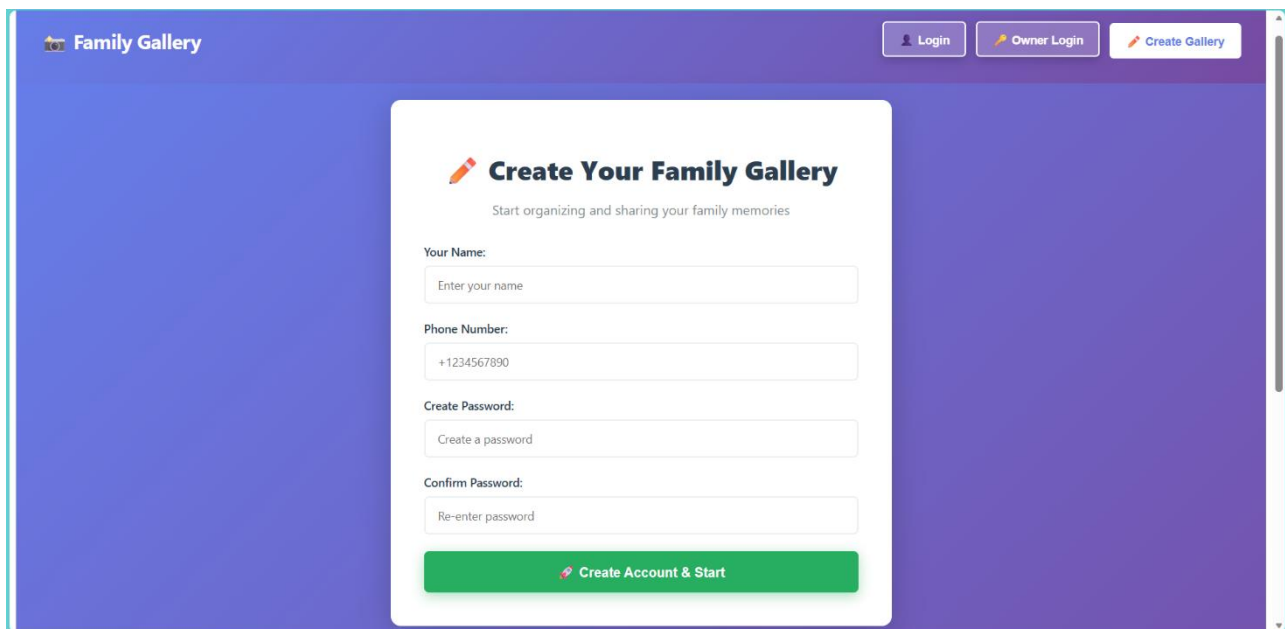 📷 Family Gallery
👤 Login
🔑 Owner Login
✏️ Create Gallery
✏️ Create Your Family Gallery
Start organizing and sharing your family memories
Your Name:
Enter your name
Phone Number:
+1234567890
Create Password:
Create a password
Confirm Password:
Re-enter password
🚀 Create Account & Start